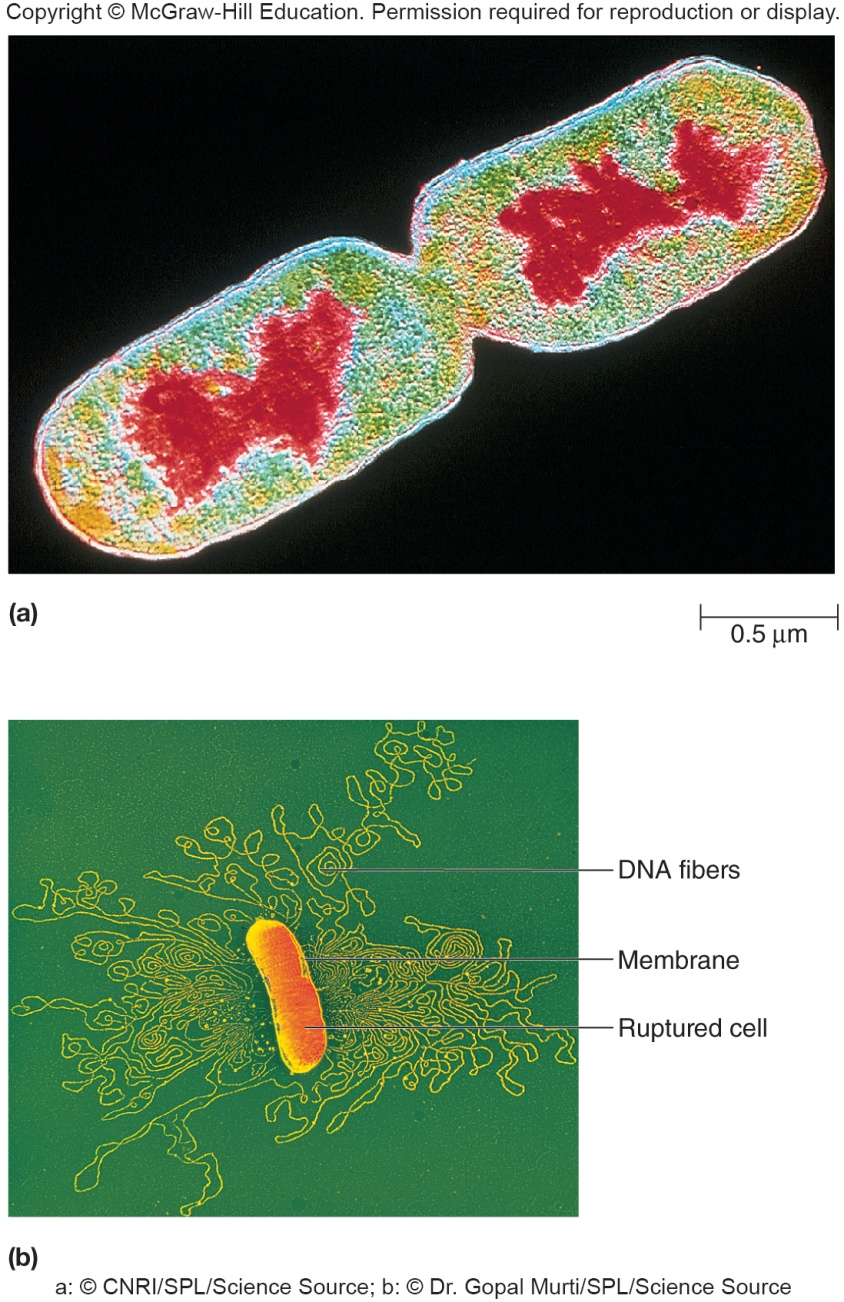 Copyright © McGraw-Hill Education. Permission required for reproduction or display.
(a)
0.5 μm
DNA fibers
Membrane
Ruptured cell
(b)
a: © CNRI/SPL/Science Source; b: © Dr. Gopal Murti/SPL/Science Source